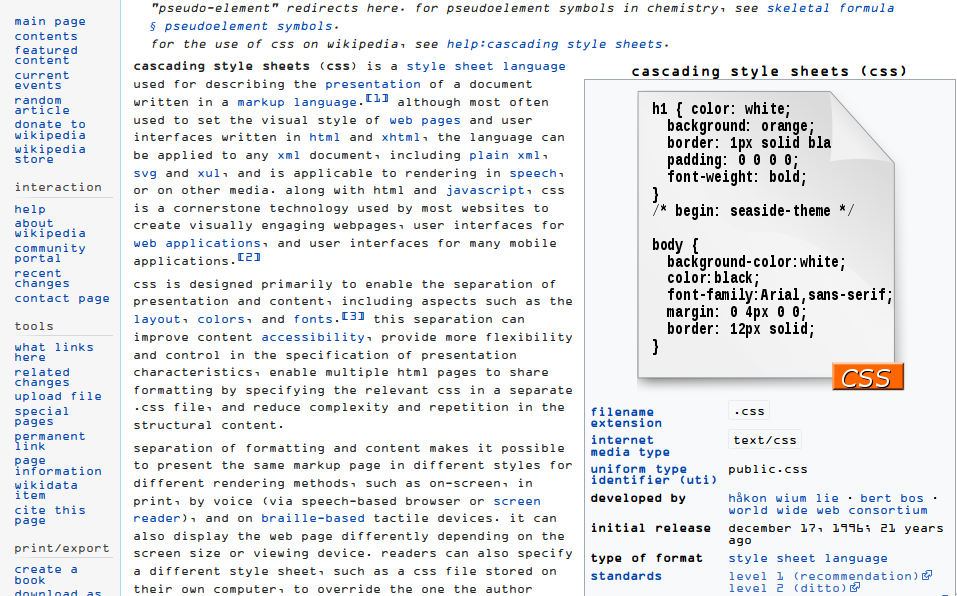 main page
contents
featured
content
current
events
random
article
donate to
wikipedia
wikipedia
store
interaction
help
about
wikipedia
community
portal
recent
changes
contact page
tools
what links
here
related
changes
upload file
special
pages
permanent
link
page
information
wikidata
item
cite this
page
print/export
create a
book
download as
"pseudo-element" redirects here. for pseudoelement symbols in chemistry, see skeletal formula
§ pseudoelement symbols.
for the use of css on wikipedia, see help:cascading style sheets.
cascading style sheets (css) is a style sheet language
used for describing the presentation of a document
written in a markup language.[1] although most often
used to set the visual style of web pages and user
interfaces written in html and xhtml, the language can
be applied to any xml document, including plain xml,
svg and xul, and is applicable to rendering in speech,
or on other media. along with html and javascript, css
is a cornerstone technology used by most websites to
create visually engaging webpages, user interfaces for
web applications, and user interfaces for many mobile
applications.[2]
css is designed primarily to enable the separation of
presentation and content, including aspects such as the
layout, colors, and fonts.[3] this separation can
improve content accessibility, provide more flexibility
and control in the specification of presentation
characteristics, enable multiple html pages to share
formatting by specifying the relevant css in a separate
.css file, and reduce complexity and repetition in the
structural content.
separation of formatting and content makes it possible
to present the same markup page in different styles for
different rendering methods, such as on-screen, in
print, by voice (via speech-based browser or screen
reader), and on braille-based tactile devices. it can
also display the web page differently depending on the
screen size or viewing device. readers can also specify
a different style sheet, such as a css file stored on
their own computer, to override the one the author
cascading style sheets (css)
h1 { color: white;
background: orange;
border: 1px solid bla
padding: 0 0 0 0;
font-weight: bold;
}
/* begin: seaside-theme */
body {
background-color:white;
color:black;
font-family:Arial,sans-serif;
margin: 0 4px 0 0;
border: 12px solid;
}
CSS
filename
extension
.css
internet
media type
text/css
uniform type
identifier (uti)
public.css
developed by
håkon wium lie · bert bos ·
world wide web consortium
initial release
december 17, 1996; 21 years
ago
type of format
style sheet language
standards
level 1 (recommendation)
level 2 (ditto)